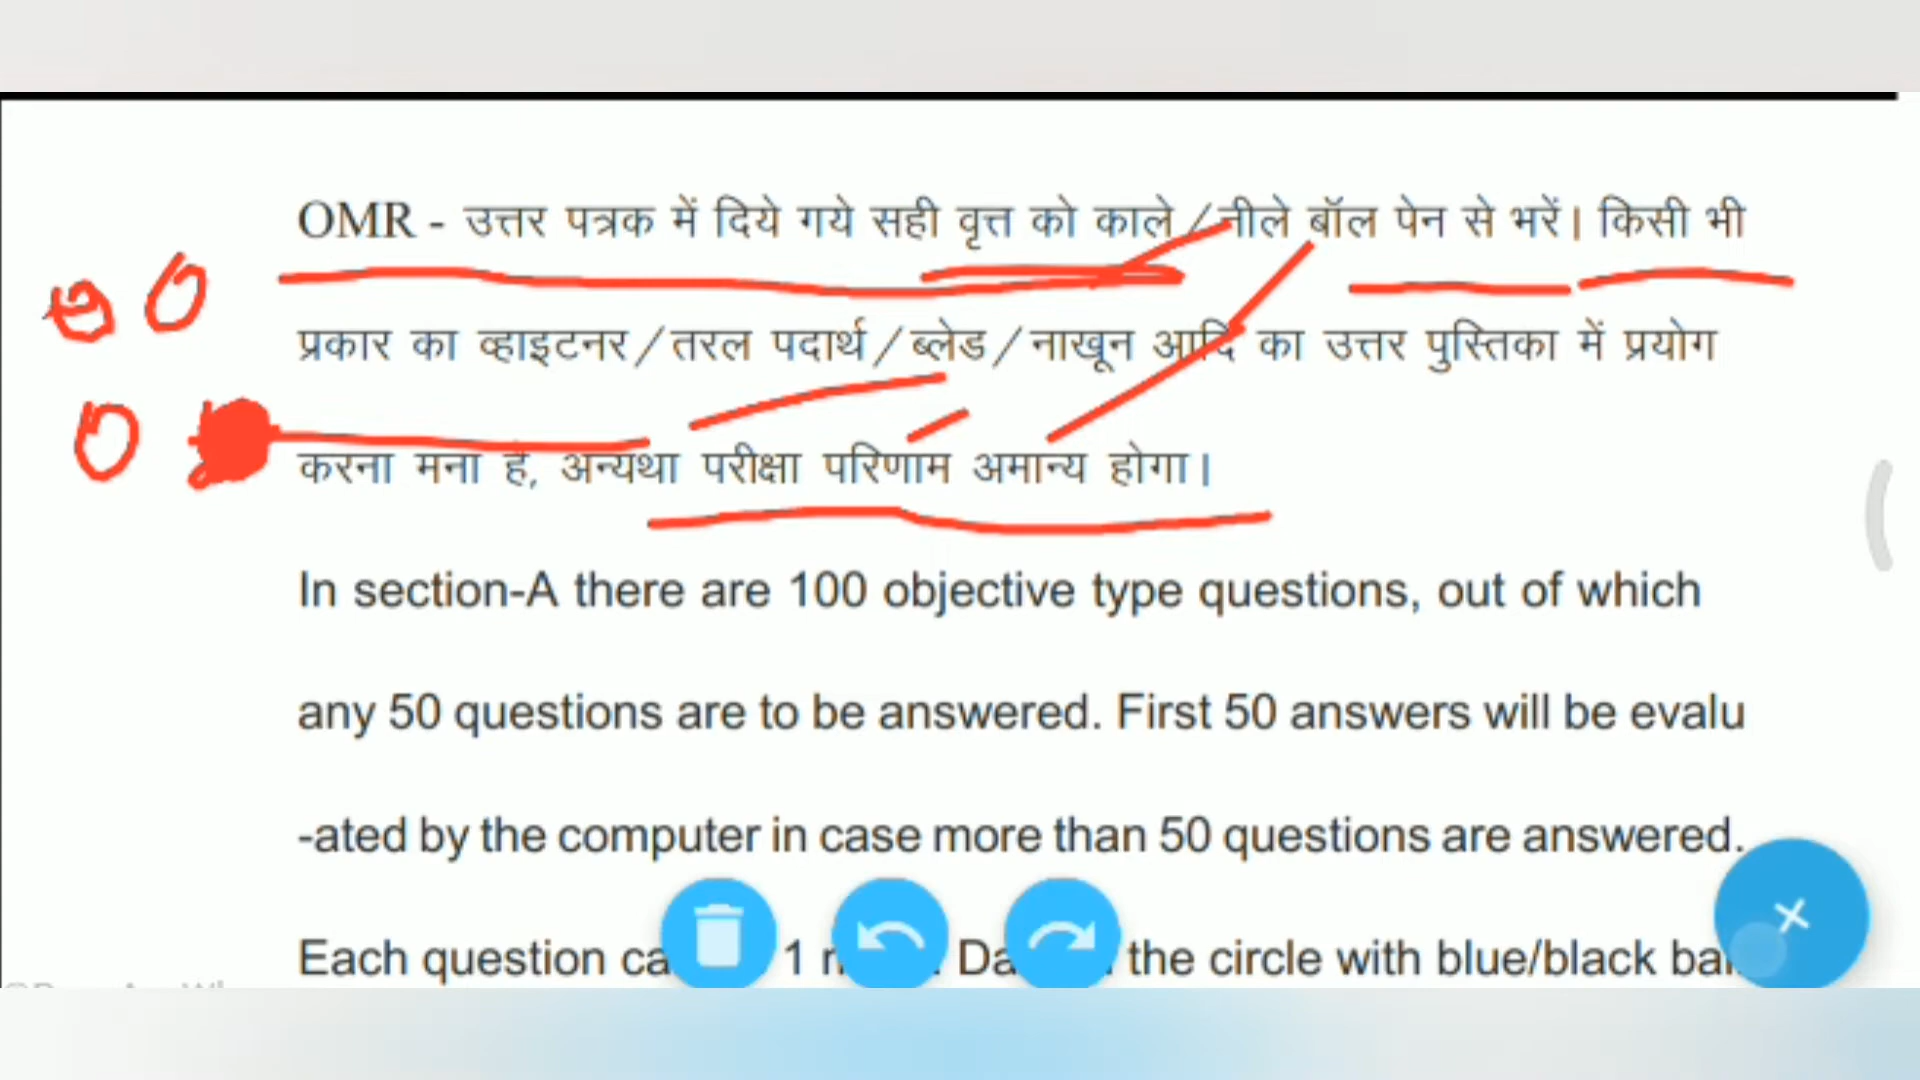 OMR - उत्तर पत्रक में दिये गये सही वृत्त को काले / नीले बॉल पेन से भरें। किसी भी
प्रकार का व्हाइटनर / तरल पदार्थ / ब्लेड / नाखून आदि का उत्तर पुस्तिका में प्रयोग
करना मना है, अन्यथा परीक्षा परिणाम अमान्य होगा।
In section-A there are 100 objective type questions, out of which
any 50 questions are to be answered. First 50 answers will be evalu
-ated by the computer in case more than 50 questions are answered.
Each question 1 the circle with blue/black